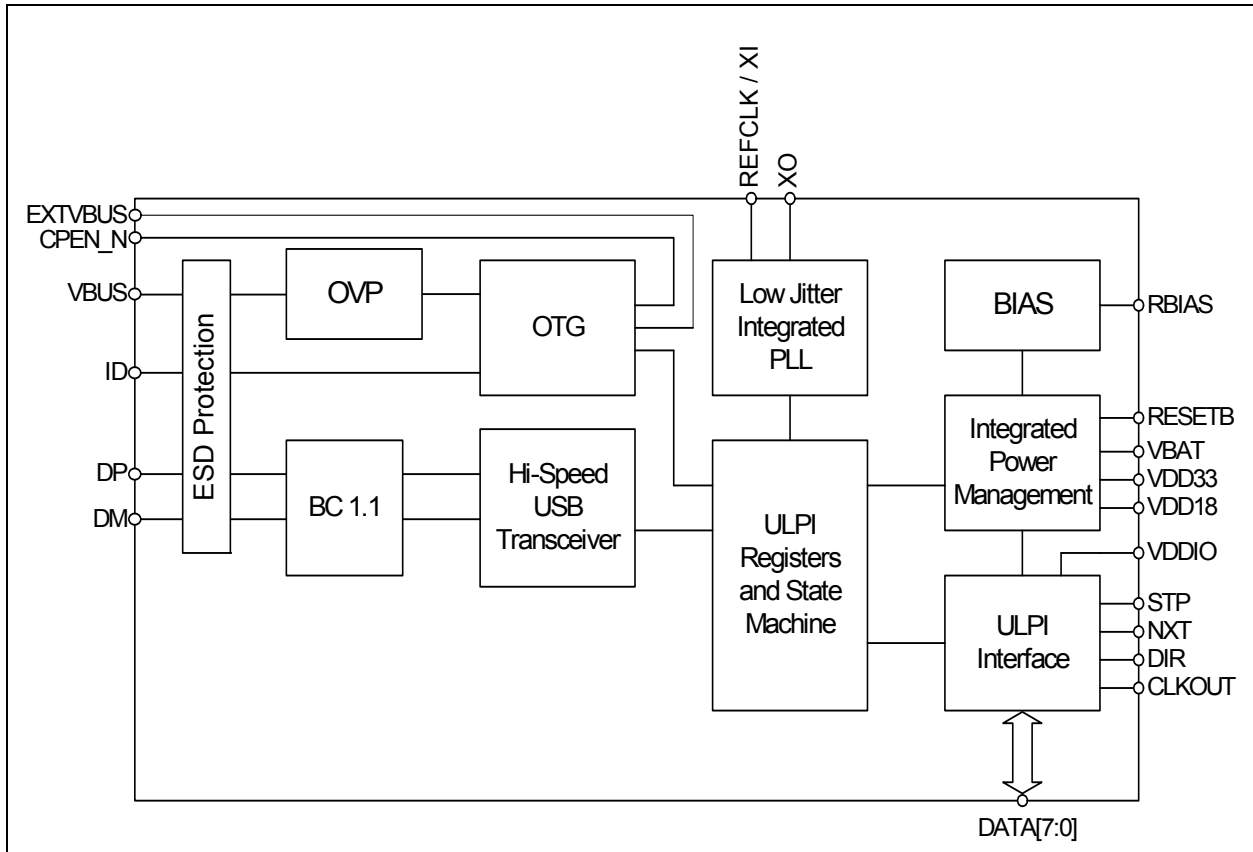 REFCLK / XI
XO
EXTVBUS
CPEN_N
VBUS
ID
DP
DM
ESD Protection
OVP
OTG
BC 1.1
Hi-Speed
USB
Transceiver
Low Jitter
Integrated
PLL
ULPI
Registers
and State
Machine
BIAS
Integrated
Power
Management
ULPI
Interface
RBIAS
RESETB
VBAT
VDD33
VDD18
VDDIO
STP
NXT
DIR
CLKOUT
DATA[7:0]